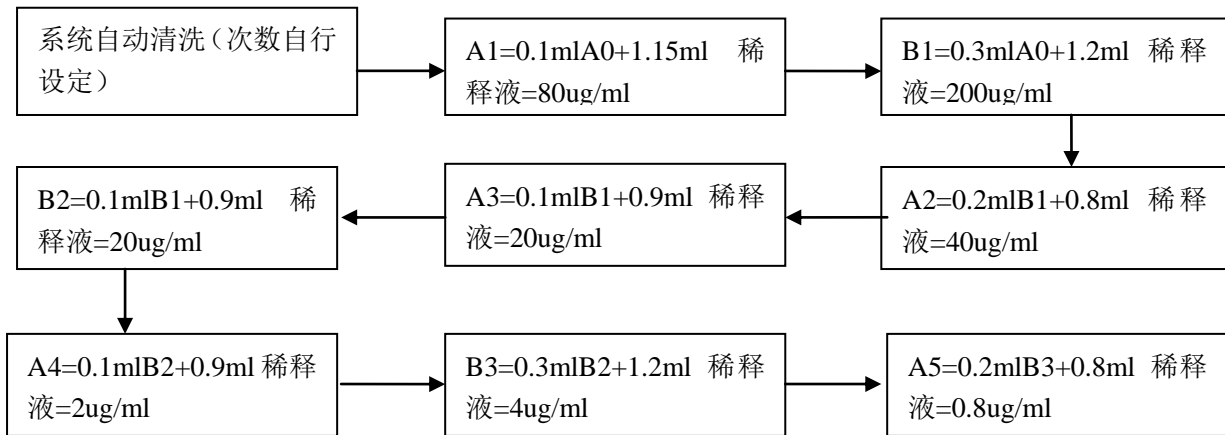 系统自动清洗（次数自行
设定）
A1=0.1mlA0+1.15ml 稀
释液=80ug/ml
B1=0.3mlA0+1.2ml 稀释
液=200ug/ml
B2=0.1mlB1+0.9ml 稀
释液=20ug/ml
A3=0.1mlB1+0.9ml 稀释
液=20ug/ml
A2=0.2mlB1+0.8ml 稀释
液=40ug/ml
A4=0.1mlB2+0.9ml 稀释
液=2ug/ml
B3=0.3mlB2+1.2ml 稀释
液=4ug/ml
A5=0.2mlB3+0.8ml 稀释
液=0.8ug/ml